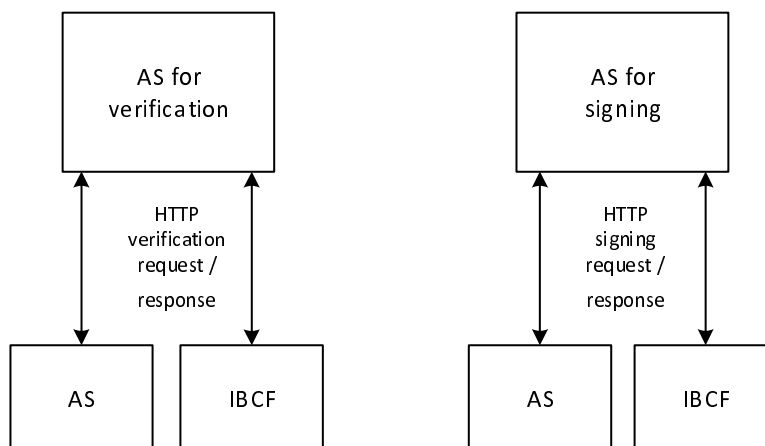 AS for
verification
HTTP
verification
request /
response
AS
IBCF
AS for
signing
HTTP
signing
request /
response
AS
IBCF